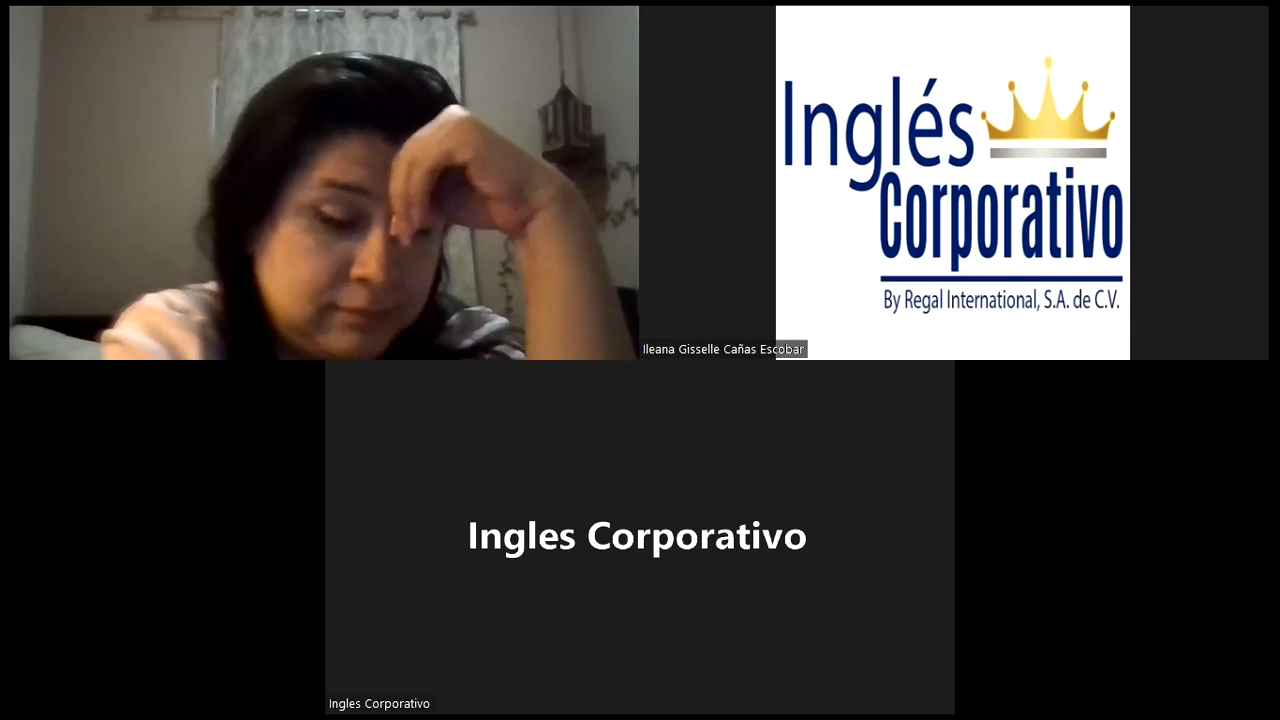 Inglés
Corporativo
By Regal International, S.A. de C.V.
Ileana Gisselle Cañas Escobar
Ingles Corporativo
Ingles Corporativo